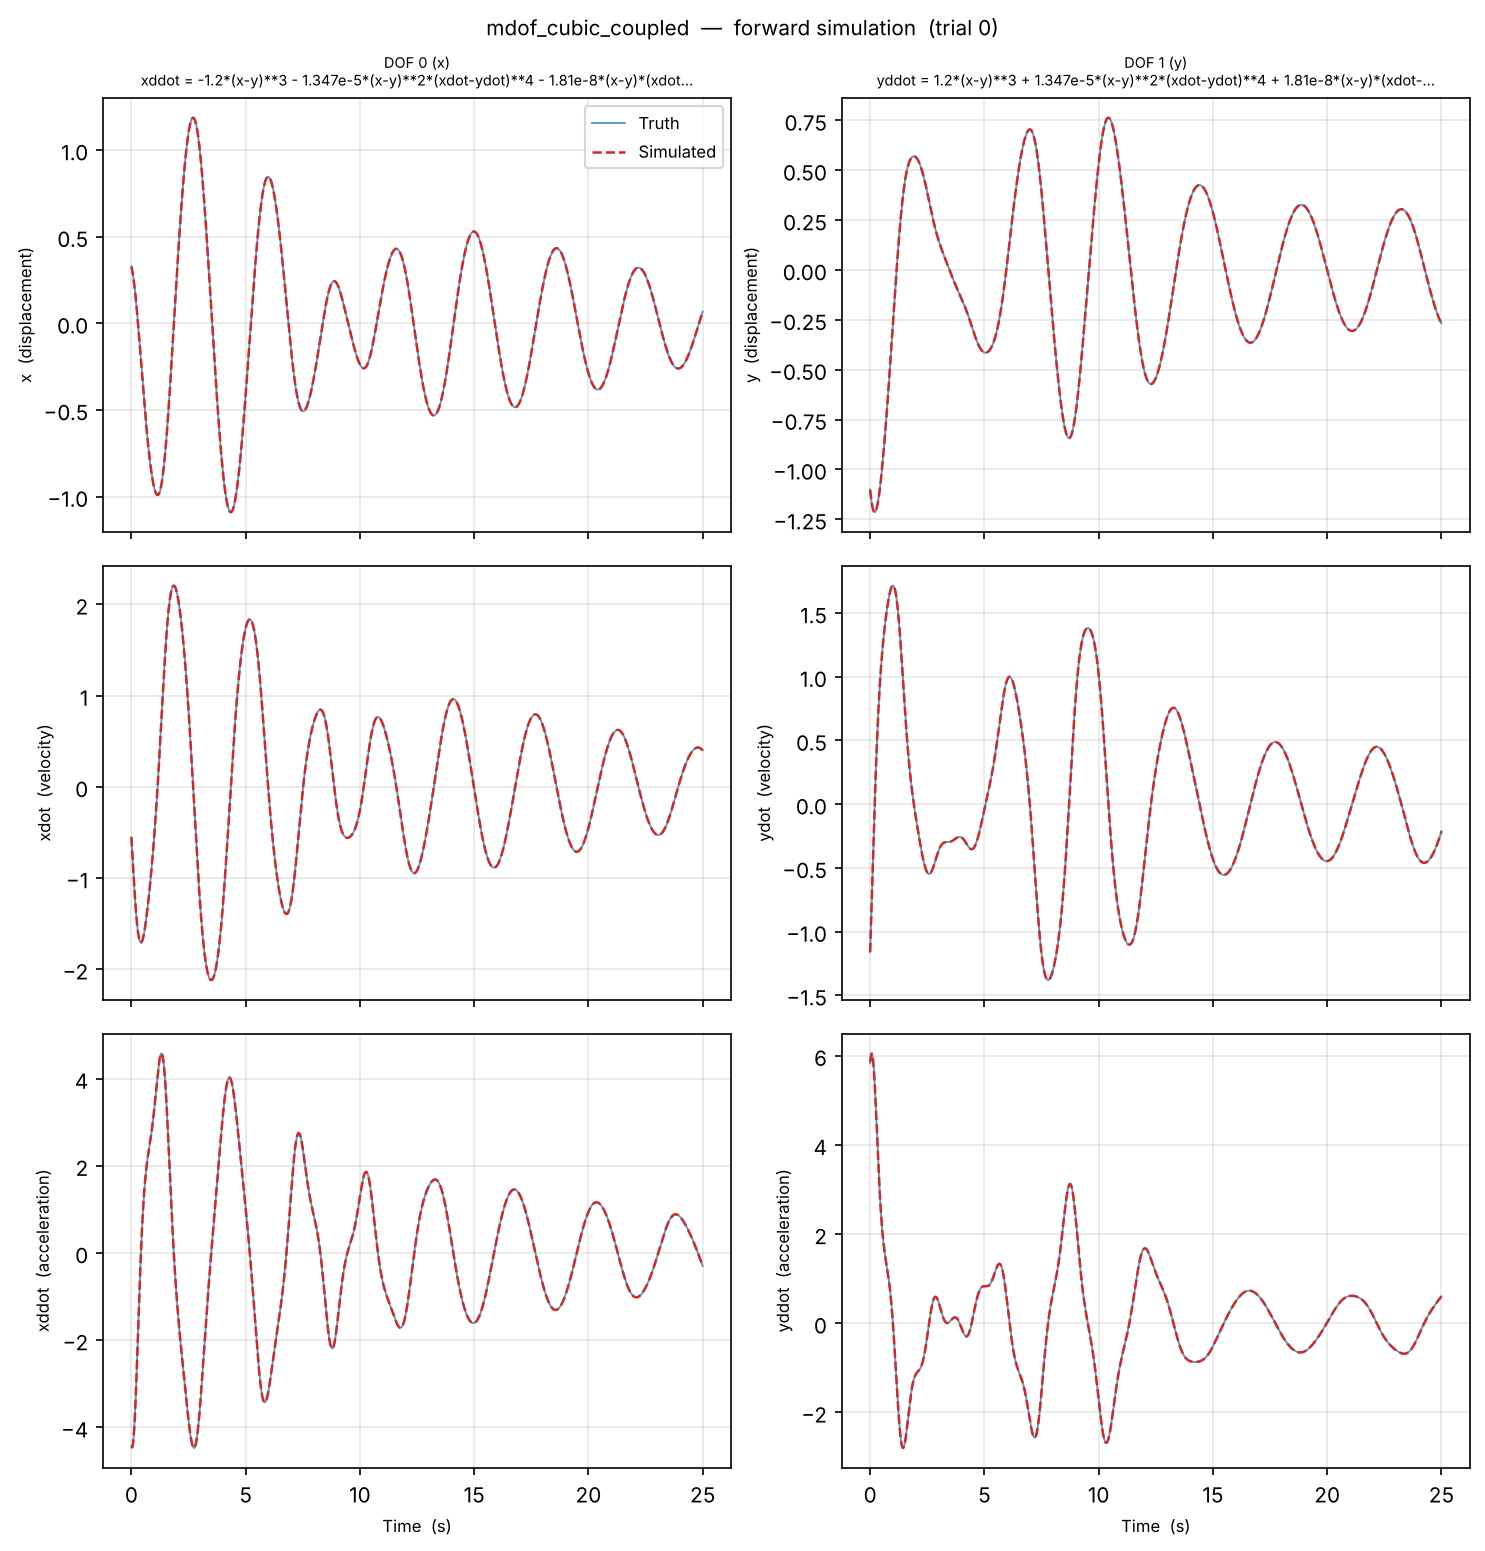 mdof_cubic_coupled — forward simulation (trial 0)
DOF 0 (x)
xddot = -1.2*(x-y)**3 - 1.347e-5*(x-y)**2*(xdot-ydot)**4 - 1.81e-8*(x-y)*(xdot...
DOF 1 (y)
yddot = 1.2*(x-y)**3 + 1.347e-5*(x-y)**2*(xdot-ydot)**4 + 1.81e-8*(x-y)*(xdot-...
Truth
Simulated
1.0
0.5
0.0
−0.5
−1.0
x (displacement)
0.75
0.50
0.25
0.00
−0.25
−0.50
−0.75
−1.00
−1.25
y (displacement)
2
1
0
−1
−2
xdot (velocity)
1.5
1.0
0.5
0.0
−0.5
−1.0
−1.5
ydot (velocity)
4
2
0
−2
−4
xddot (acceleration)
0 5 10 15 20 25
Time (s)
6
4
2
0
−2
yddot (acceleration)
0 5 10 15 20 25
Time (s)